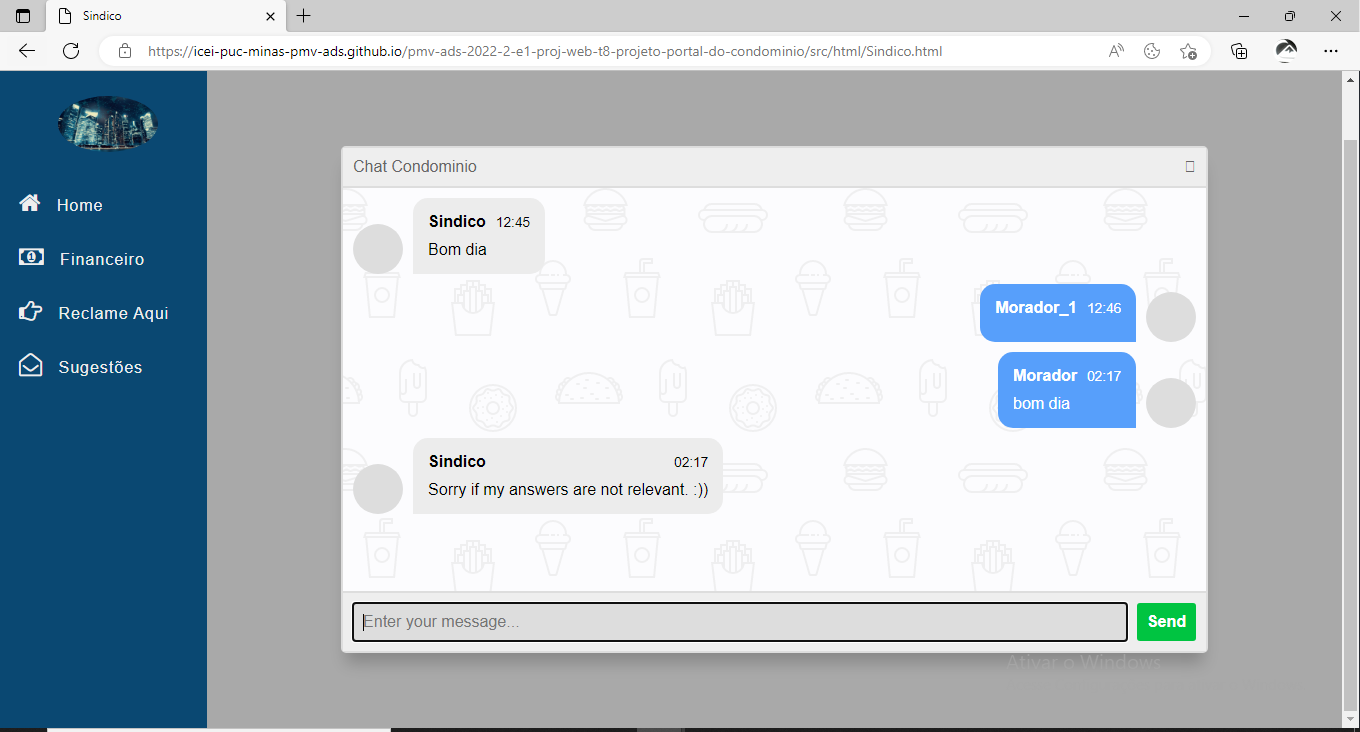 Sindico
https://icei-puc-minas-pmv-ads.github.io/pmv-ads-2022-2-e1-proj-web-t8-projeto-portal-do-condominio/src/html/Sindico.html
Home
Financeiro
Reclame Aqui
Sugestões
Chat Condominio
Sindico 12:45
Bom dia
Morador_1 12:46
Morador 02:17
bom dia
Sindico 02:17
Sorry if my answers are not relevant. :))
Enter your message...
Send
Ativar o Windows